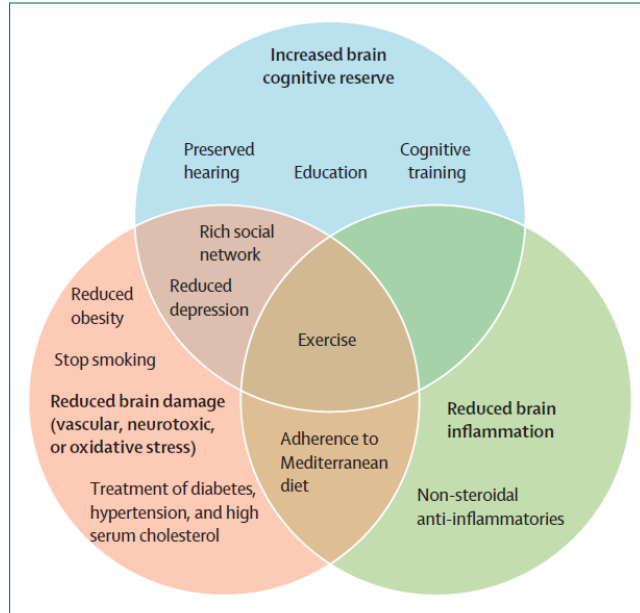 Increased brain
cognitive reserve
Preserved
hearing
Education
Cognitive
training
Rich social
network
Reduced
depression
Reduced
obesity
Stop smoking
Exercise
Reduced brain damage
(vascular, neurotoxic,
or oxidative stress)
Reduced brain
inflammation
Adherence to
Mediterranean
diet
Treatment of diabetes,
hypertension, and high
serum cholesterol
Non-steroidal
anti-inflammatories